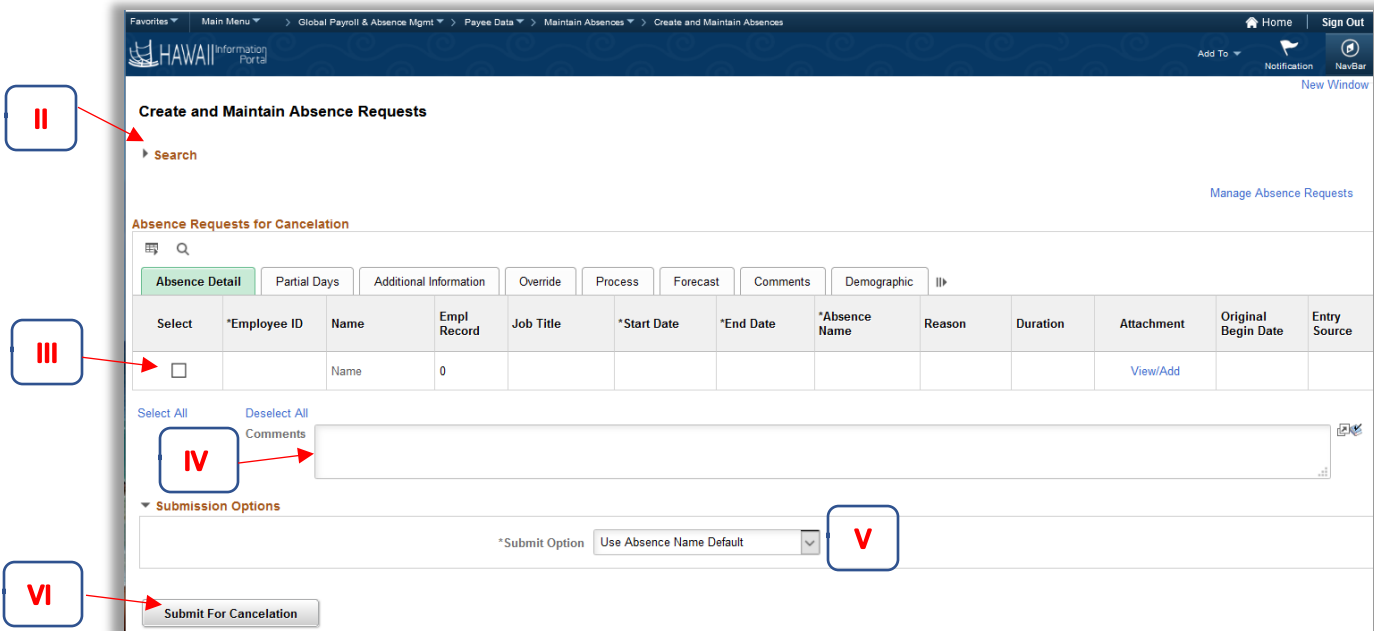 Favorites Main Menu > Global Payroll & Absence Mgmt > Payee Data > Maintain Absences > Create and Maintain Absences Home Sign Out
HAWAII Information Portal Add To Notification NavBar
New Window
Create and Maintain Absence Requests
II
Search
Manage Absence Requests
Absence Requests for Cancelation
Absence Detail Partial Days Additional Information Override Process Forecast Comments Demographic
Select *Employee ID Name Empl Record Job Title *Start Date *End Date *Absence Name Reason Duration Attachment Original Begin Date Entry Source
III
Name 0 View/Add
Select All Deselect All
Comments
IV
Submission Options
*Submit Option Use Absence Name Default V
VI
Submit For Cancelation